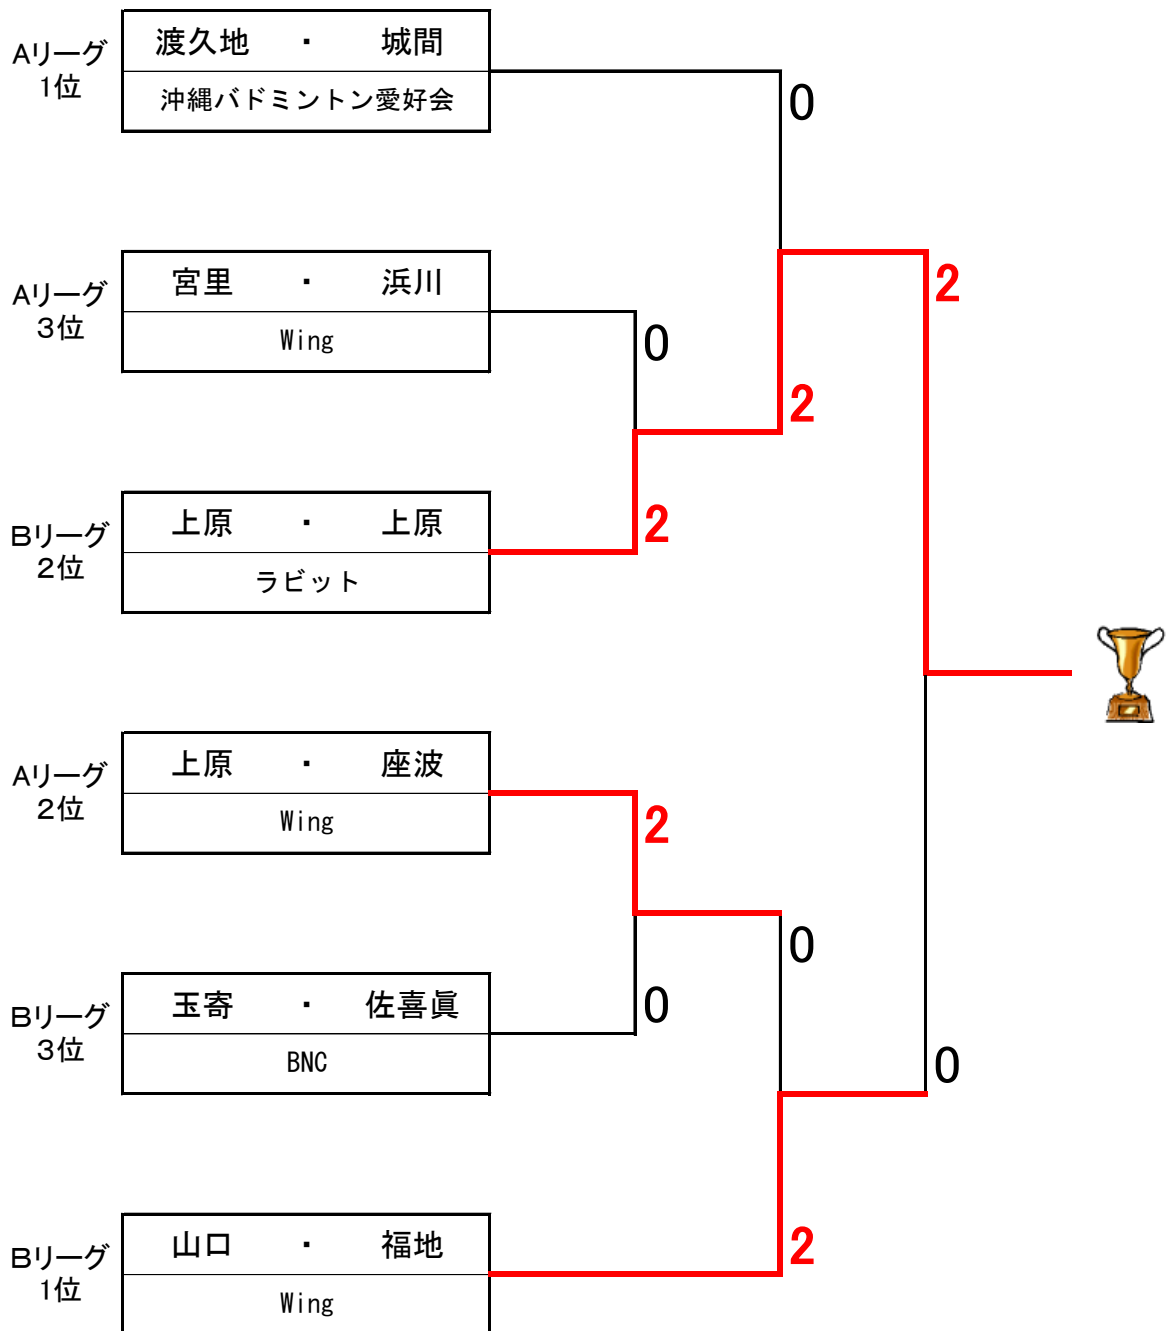 Aリーグ
1位
渡久地 ・ 城間
沖縄バドミントン愛好会
0
2
Aリーグ
3位
宮里 ・ 浜川
Wing
0
2
Bリーグ
2位
上原 ・ 上原
ラビット
2
Aリーグ
2位
上原 ・ 座波
Wing
2
0
Bリーグ
3位
玉寄 ・ 佐喜眞
BNC
0
0
Bリーグ
1位
山口 ・ 福地
Wing
2